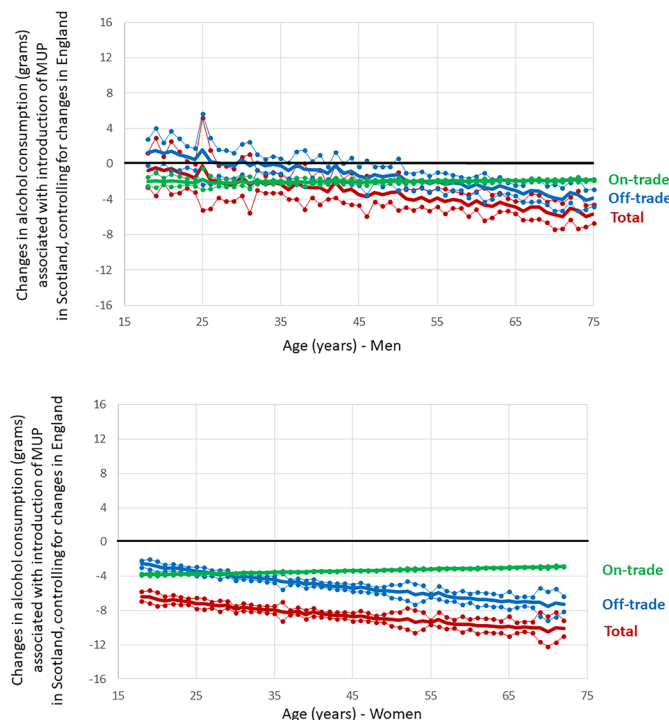 Changes in alcohol consumption (grams)
associated with introduction of MUP
in Scotland, controlling for changes in England
16
12
8
4
0
-4
-8
-12
-16
15
25
35
45
55
65
75
Age (years) - Men
On-trade
Off-trade
Total
Changes in alcohol consumption (grams)
associated with introduction of MUP
in Scotland, controlling for changes in England
16
12
8
4
0
-4
-8
-12
-16
15
25
35
45
55
65
75
Age (years) - Women
On-trade
Off-trade
Total